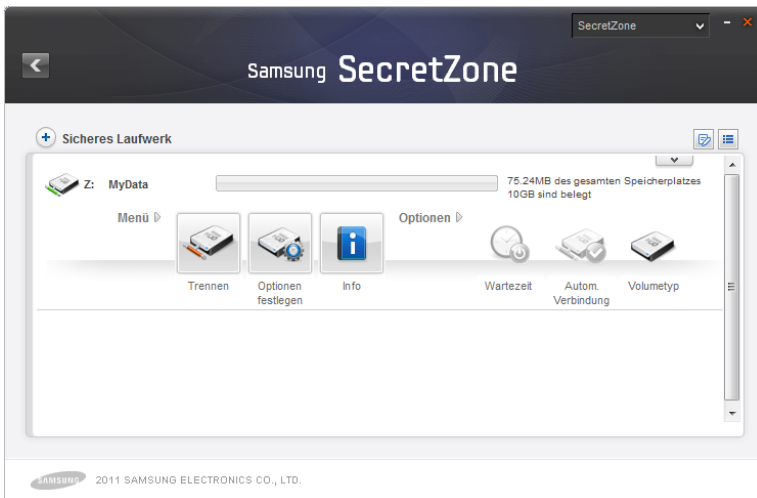 SecretZone
Samsung SecretZone
Sicheres Laufwerk
Z: MyData
75.24MB des gesamten Speicherplatzes
10GB sind belegt
Menü
Optionen
Trennen
Optionen
festlegen
Info
Wartezeit
Autom.
Verbindung
Volumetyp
SAMSUNG
2011 SAMSUNG ELECTRONICS CO., LTD.